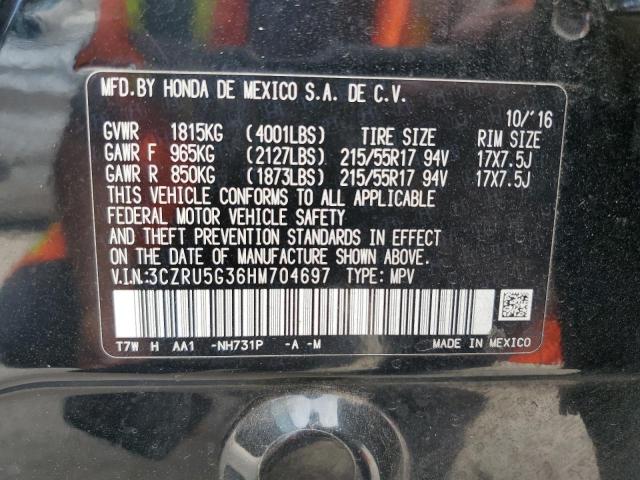 MFD.BY HONDA DE MEXICO S.A. DE C.V.
10/'16
GVWR 1815KG (4001LBS) TIRE SIZE RIM SIZE
GAWR F 965KG (2127LBS) 215/55R17 94V 17X7.5J
GAWR R 850KG (1873LBS) 215/55R17 94V 17X7.5J
THIS VEHICLE CONFORMS TO ALL APPLICABLE
FEDERAL MOTOR VEHICLE SAFETY
AND THEFT PREVENTION STANDARDS IN EFFECT
ON THE DATE OF MANUFACTURE SHOWN ABOVE.
V.I.N.:3CZRU5G36HM704697 TYPE: MPV
T7W H AA1 -NH731P -A -M MADE IN MEXICO